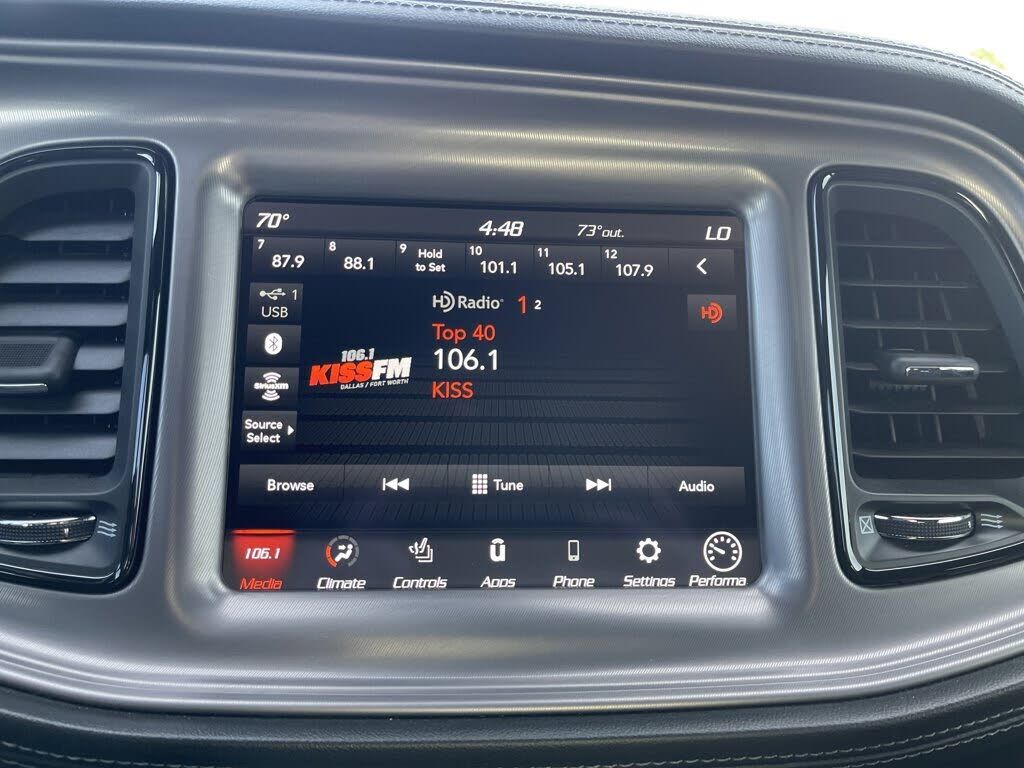 70° 4:48 73°out. LO
7 87.9 8 88.1 9 Hold to Set 10 101.1 11 105.1 12 107.9
HD Radio 1 2
HD
1
USB
Top 40
106.1
KISS
106.1
KISSFM
DALLAS / FORT WORTH
SiriusXM
Source
Select
Browse Tune Audio
106.1
Media Climate Controls Apps Phone Settings Performa